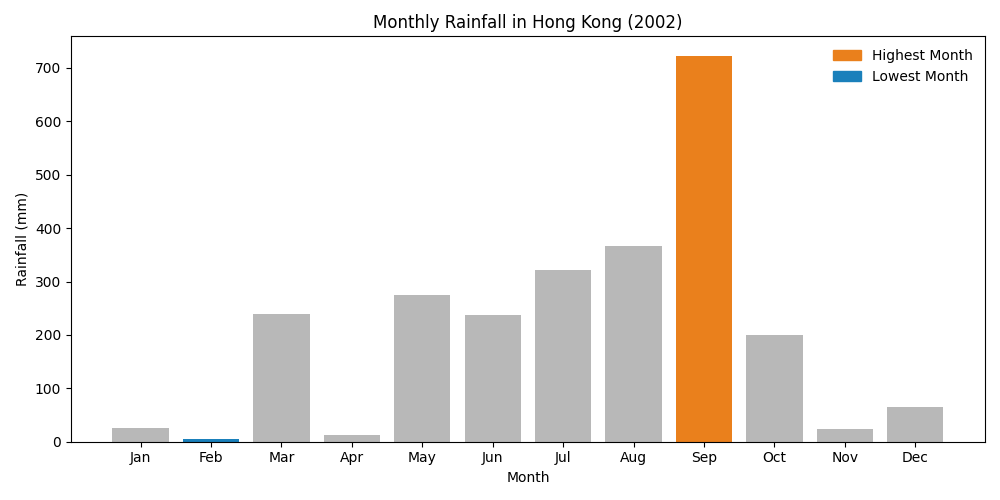 Monthly Rainfall in Hong Kong (2002)
Highest Month
Lowest Month
Rainfall (mm)
700
600
500
400
300
200
100
0
Jan Feb Mar Apr May Jun Jul Aug Sep Oct Nov Dec
Month